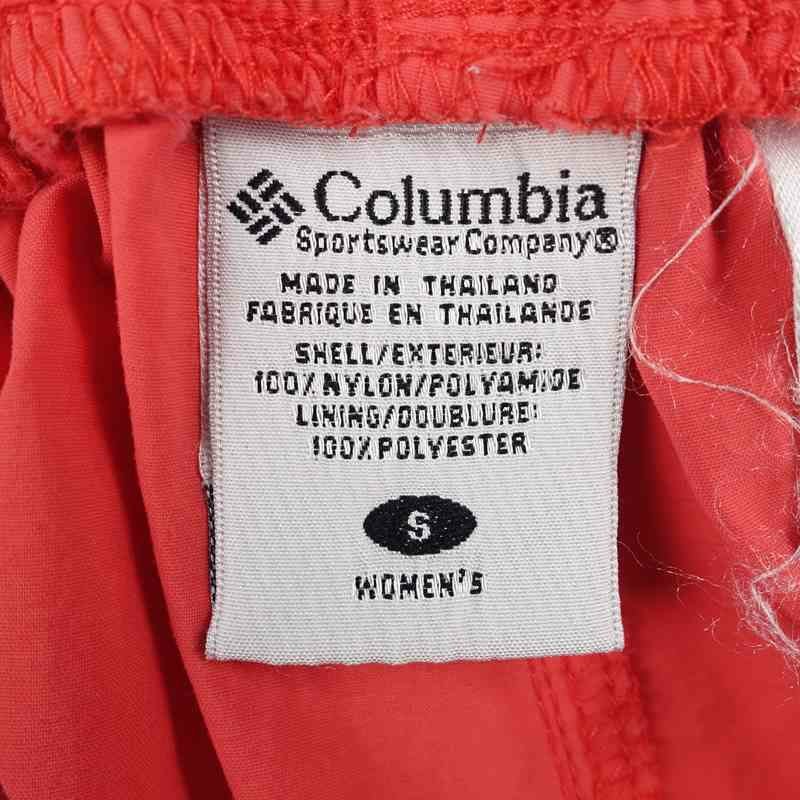 Columbia
Sportswear Company®
MADE IN THAILAND
FABRIQUE EN THAILANDE
SHELL/EXTERIEUR:
100% NYLON/POLYAMIDE
LINING/DOUBLURE:
100% POLYESTER
S
WOMEN'S